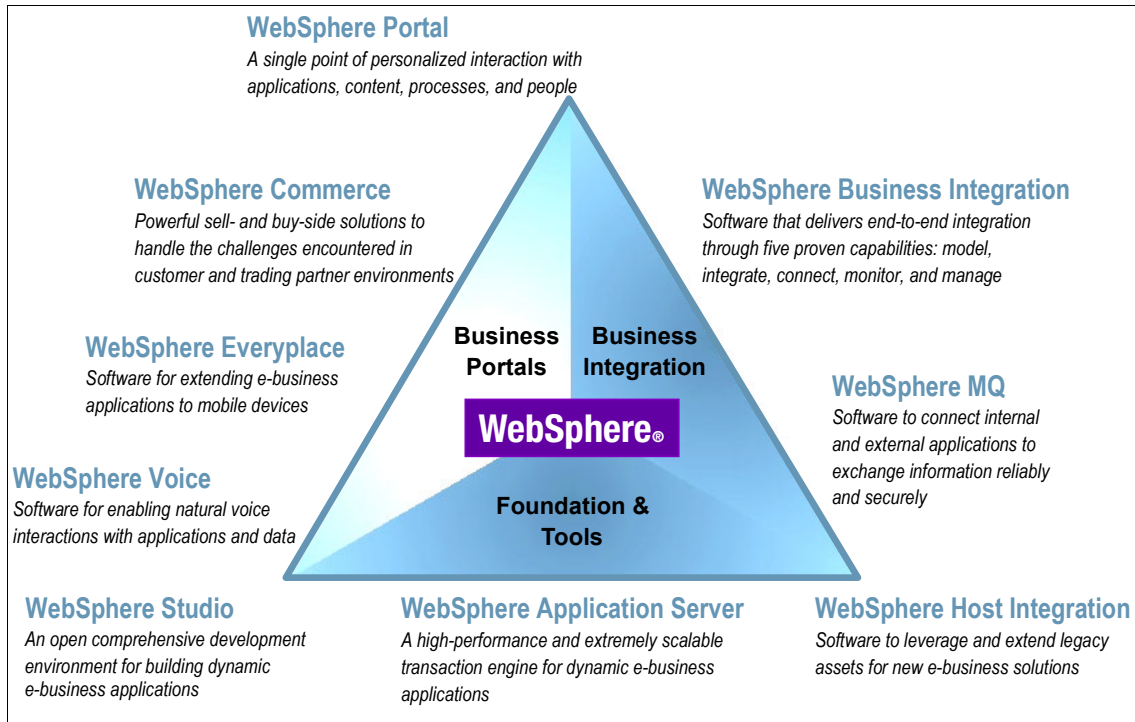 WebSphere Portal
A single point of personalized interaction with
applications, content, processes, and people
WebSphere Commerce
Powerful sell- and buy-side solutions to
handle the challenges encountered in
customer and trading partner environments
WebSphere Business Integration
Software that delivers end-to-end integration
through five proven capabilities: model,
integrate, connect, monitor, and manage
Business
Portals
Business
Integration
WebSphere Everyplace
Software for extending e-business
applications to mobile devices
WebSphere MQ
Software to connect internal
and external applications to
exchange information reliably
and securely
WebSphere®
WebSphere Voice
Software for enabling natural voice
interactions with applications and data
Foundation &
Tools
WebSphere Studio
An open comprehensive development
environment for building dynamic
e-business applications
WebSphere Application Server
A high-performance and extremely scalable
transaction engine for dynamic e-business
applications
WebSphere Host Integration
Software to leverage and extend legacy
assets for new e-business solutions